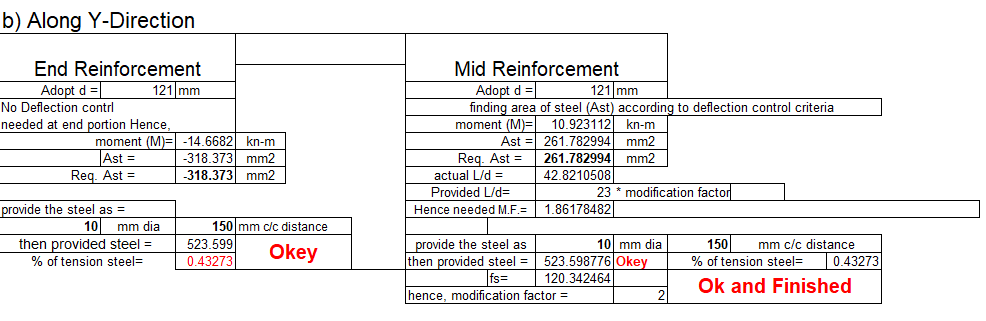 b) Along Y-Direction
End Reinforcement
Mid Reinforcement
Adopt d = 121 mm
Adopt d = 121 mm
No Deflection contrl
finding area of steel (Ast) according to deflection control criteria
needed at end portion Hence,
moment (M)= 10.923112 kn-m
moment (M)= -14.6682 kn-m
Ast = 261.782994 mm2
Ast = -318.373 mm2
Req. Ast = 261.782994 mm2
Req. Ast = -318.373 mm2
actual L/d = 42.8210508
Provided L/d= 23 * modification factor
provide the steel as =
Hence needed M.F.= 1.86178482
10 mm dia 150 mm c/c distance
then provided steel = 523.599
% of tension steel= 0.43273
Okey
provide the steel as 10 mm dia 150 mm c/c distance
then provided steel = 523.598776 Okey % of tension steel= 0.43273
fs= 120.342464
hence, modification factor = 2
Ok and Finished